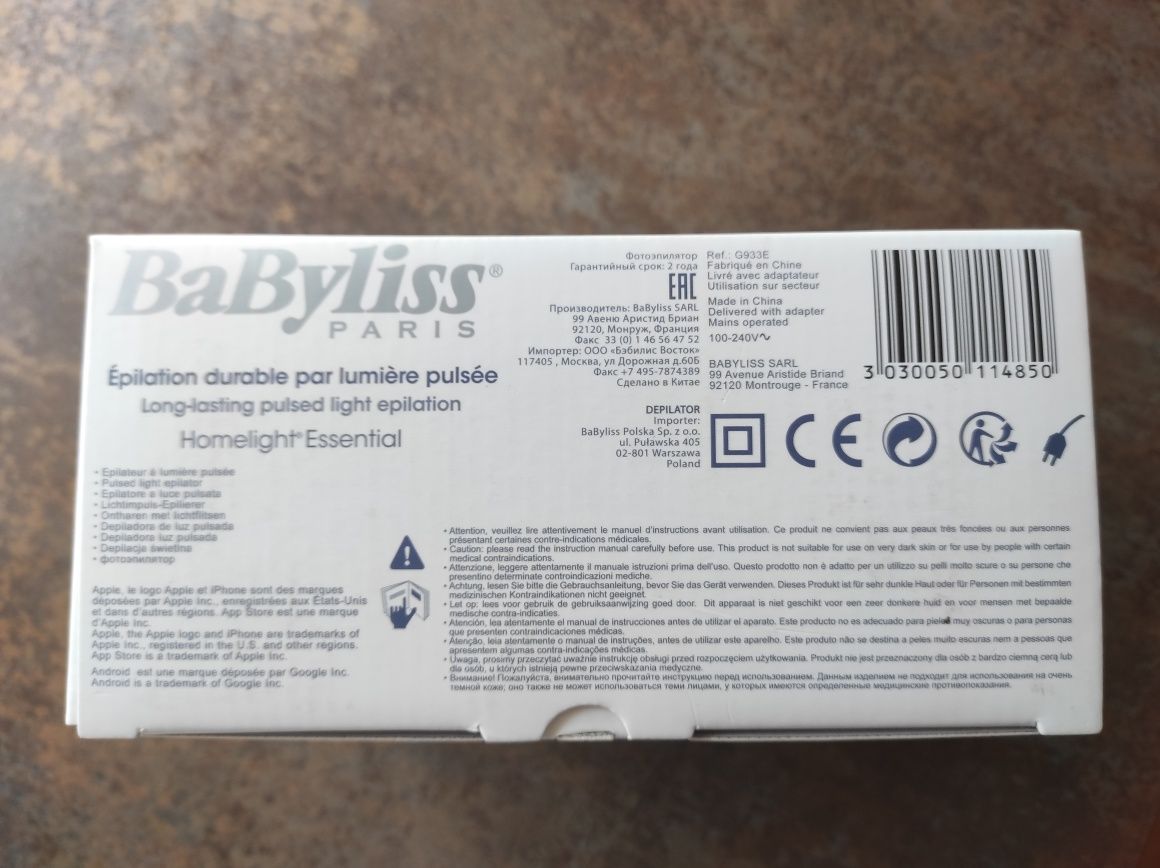 BaByliss®
PARIS
Épilation durable par lumière pulsée
Long-lasting pulsed light epilation
Homelight® Essential
• Epilateur à lumière pulsée
• Pulsed light epilator
• Epilatore a luce pulsata
• Lichtimpuls-Epilierer
• Ontharen met lichtflitsen
• Depiladora de luz pulsada
• Depiladora luz pulsada
• Depilacja świetlna
• фотоэпилятор
Apple, le logo Apple et iPhone sont des marques
déposées par Apple Inc., enregistrées aux États-Unis
et dans d'autres régions. App Store est une marque
d'Apple Inc.
Apple, the Apple logo and iPhone are trademarks of
Apple Inc., registered in the U.S. and other regions.
App Store is a trademark of Apple Inc.
Android est une marque déposée par Google Inc.
Android is a trademark of Google Inc.
Фотоэпилятор
Гарантийный срок: 2 года
EAC
Производитель: BaByliss SARL
99 Авеню Аристид Бриан
92120, Монруж, Франция
Факс 33 (0) 1 46 56 47 52
Импортер: ООО «Бэбилис Восток»
117405 , Москва, ул Дорожная д.60Б
Факс +7 495-7874389
Сделано в Китае
Ref.: G933E
Fabriqué en Chine
Livré avec adaptateur
Utilisation sur secteur
Made in China
Delivered with adapter
Mains operated
100-240V~
BABYLISS SARL
99 Avenue Aristide Briand
92120 Montrouge - France
3 030050 114850
DEPILATOR
Importer:
BaByliss Polska Sp. z o.o.
ul. Puławska 405
02-801 Warszawa
Poland
CE
• Attention, veuillez lire attentivement le manuel d'instructions avant utilisation. Ce produit ne convient pas aux peaux très foncées ou aux personnes
présentant certaines contre-indications médicales.
• Caution: please read the instruction manual carefully before use. This product is not suitable for use on very dark skin or for use by people with certain
medical contraindications.
• Attenzione, leggere attentamente il manuale istruzioni prima dell'uso. Questo prodotto non è adatto per un utilizzo su pelli molto scure o su persone che
presentino determinate controindicazioni mediche.
• Achtung, lesen Sie bitte die Gebrauchsanleitung, bevor Sie das Gerät verwenden. Dieses Produkt ist für sehr dunkle Haut oder für Personen mit bestimmten
medizinischen Kontraindikationen nicht geeignet.
• Let op: lees voor gebruik de gebruiksaanwijzing goed door. Dit apparaat is niet geschikt voor een zeer donkere huid en voor mensen met bepaalde
medische contra-indicaties.
• Atención, lea atentamente el manual de instrucciones antes de utilizar el aparato. Este producto no es adecuado para pieles muy oscuras o para personas
que presenten contraindicaciones médicas.
• Atenção, leia atentamente o manual de instruções, antes de utilizar este aparelho. Este produto não se destina a peles muito escuras nem a pessoas que
apresentem algumas contra-indicações médicas.
• Uwaga, prosimy przeczytać uważnie instrukcję obsługi przed rozpoczęciem użytkowania. Produkt nie jest przeznaczony dla osób z bardzo ciemną cerą lub
dla osób, u których istnieją pewne przeciwwskazania medyczne.
• Внимание! Пожалуйста, внимательно прочитайте инструкцию перед использованием. Данным изделием не подходит для использования на очень
темной коже; оно также не может использоваться теми лицами, у которых имеются определенные медицинские противопоказания.